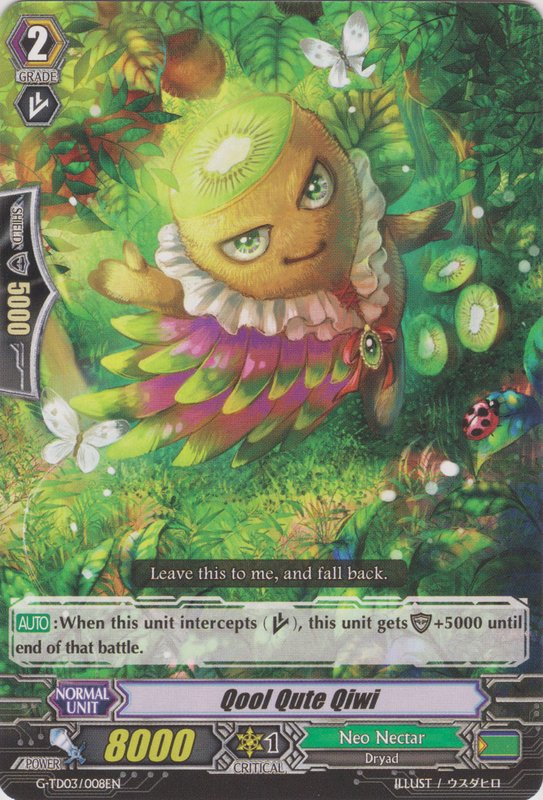 2
GRADE
SHIELD
5000
Leave this to me, and fall back.
AUTO :When this unit intercepts ( ), this unit gets +5000 until
end of that battle.
NORMAL
UNIT
Qool Qute Qiwi
POWER
8000
1
CRITICAL
Neo Nectar
Dryad
G-TD03/008EN
ILLUST / ウスダヒロ